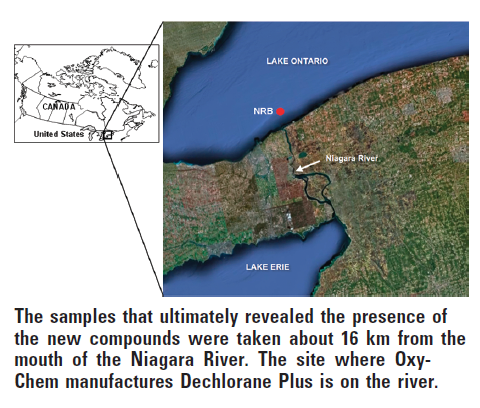 LAKE ONTARIO
CANADA
NRB
United States
Niagara River
LAKE ERIE
The samples that ultimately revealed the presence of
the new compounds were taken about 16 km from the
mouth of the Niagara River. The site where Oxy-
Chem manufactures Dechlorane Plus is on the river.